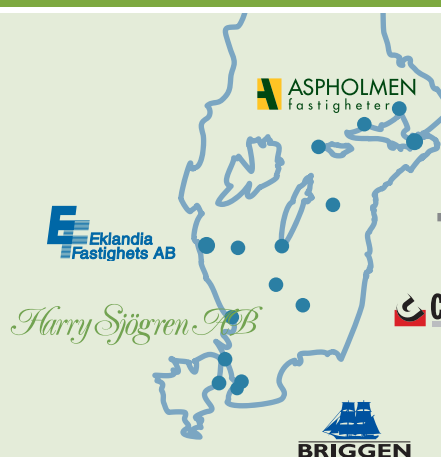 ASPHOLMEN
fastigheter
Eklandia
Fastighets AB
Harry Sjögren AB
C
BRIGGEN